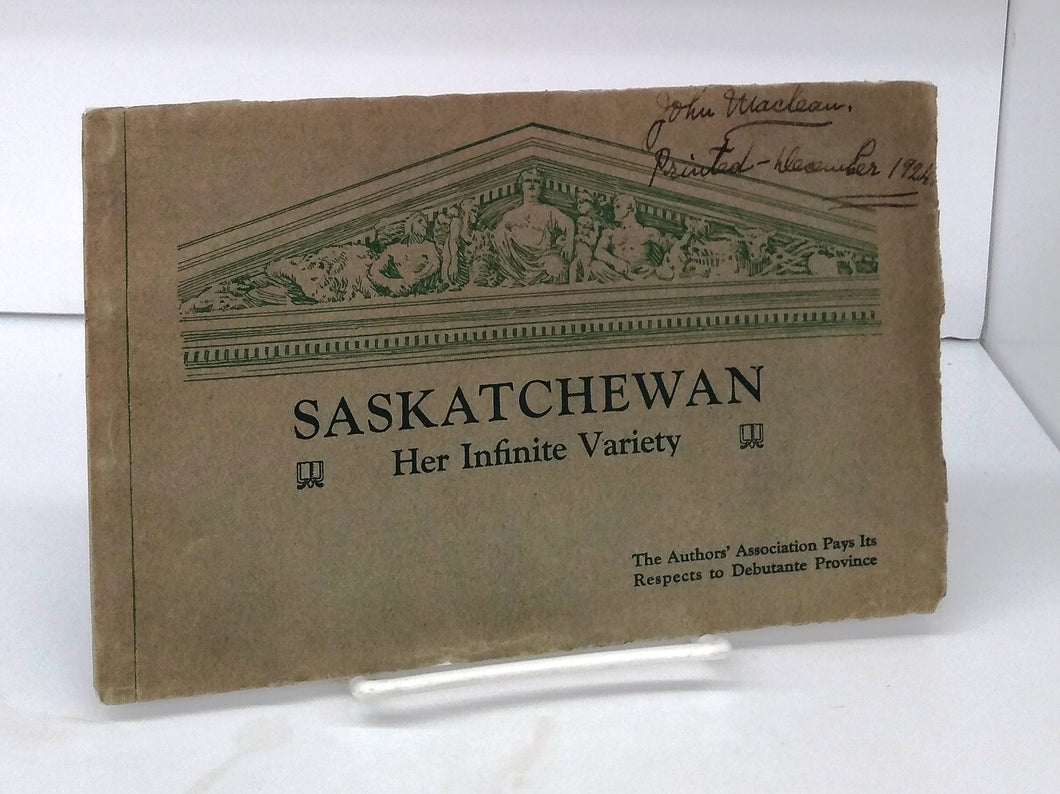 John Maclean.
Printed - December 1924
SASKATCHEWAN
Her Infinite Variety
The Authors' Association Pays Its
Respects to Debutante Province